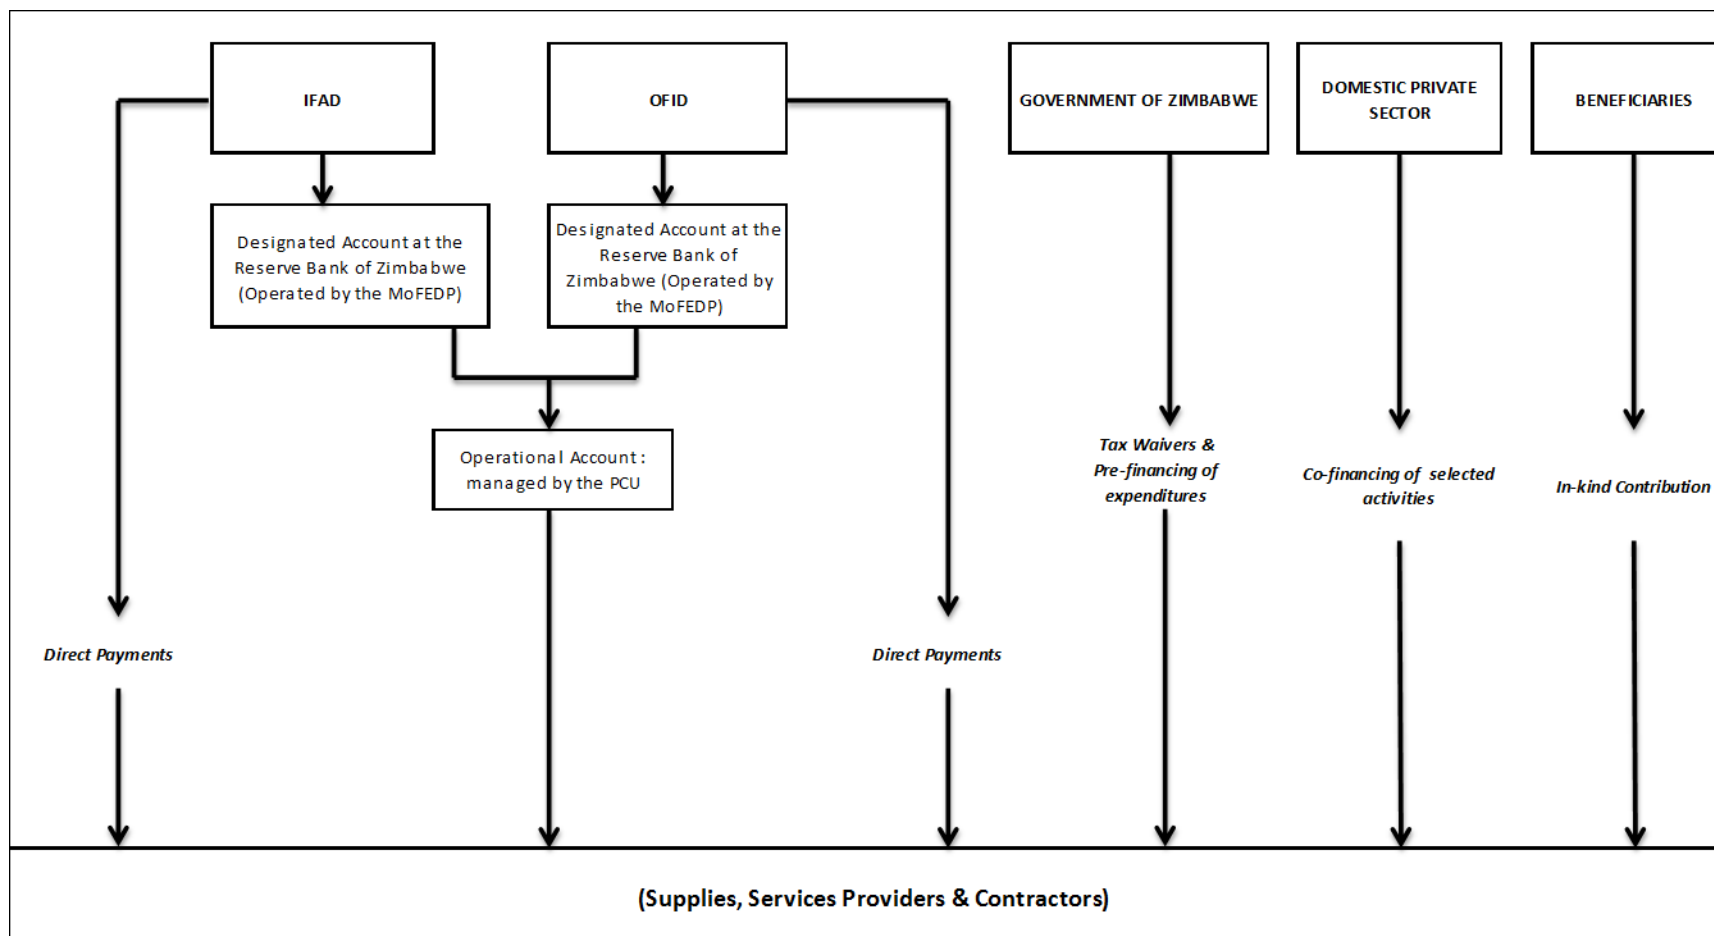 IFAD
OFID
GOVERNMENT OF ZIMBABWE
DOMESTIC PRIVATE
SECTOR
BENEFICIARIES
Designated Account at the
Reserve Bank of Zimbabwe
(Operated by the MoFEDP)
Designated Account at the
Reserve Bank of
Zimbabwe (Operated by
the MoFEDP)
Operational Account :
managed by the PCU
Tax Waivers &
Pre-financing of
expenditures
Co-financing of selected
activities
In-kind Contribution
Direct Payments
Direct Payments
(Supplies, Services Providers & Contractors)